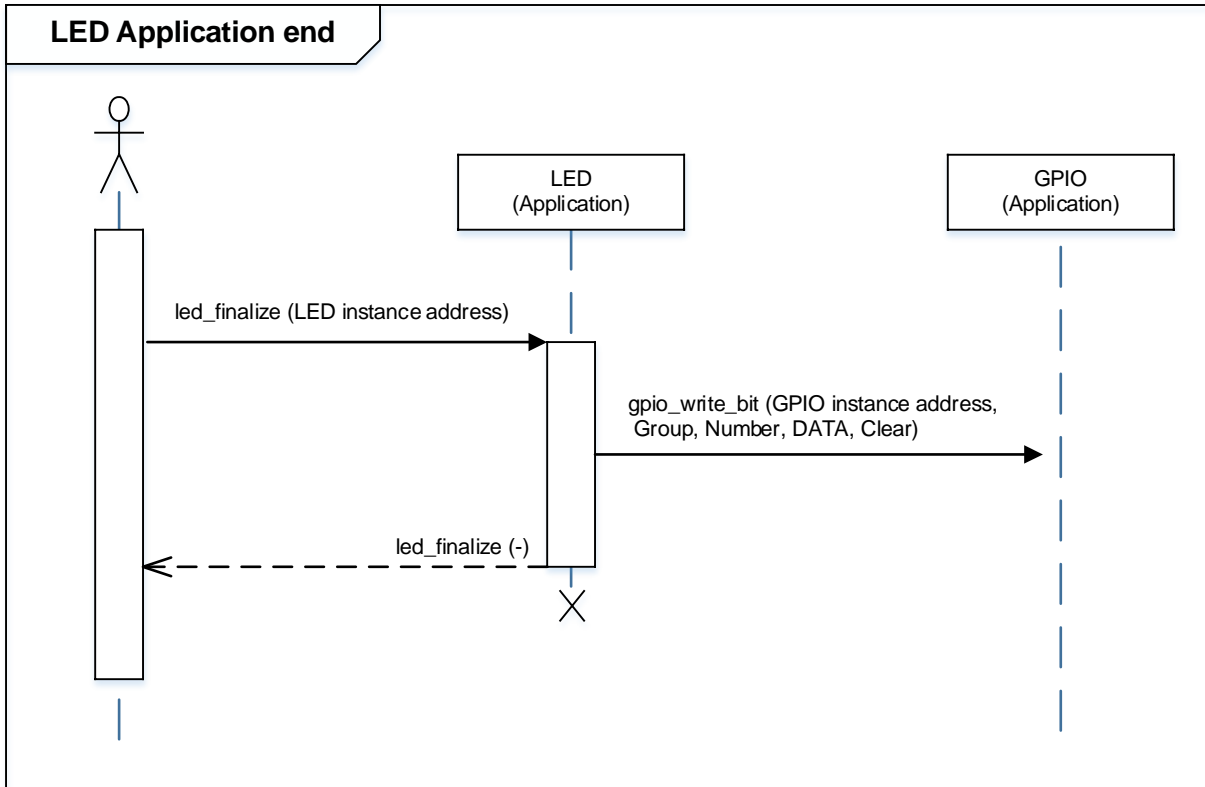 LED Application end
LED
(Application)
GPIO
(Application)
led_finalize (LED instance address)
gpio_write_bit (GPIO instance address,
Group, Number, DATA, Clear)
led_finalize (-)